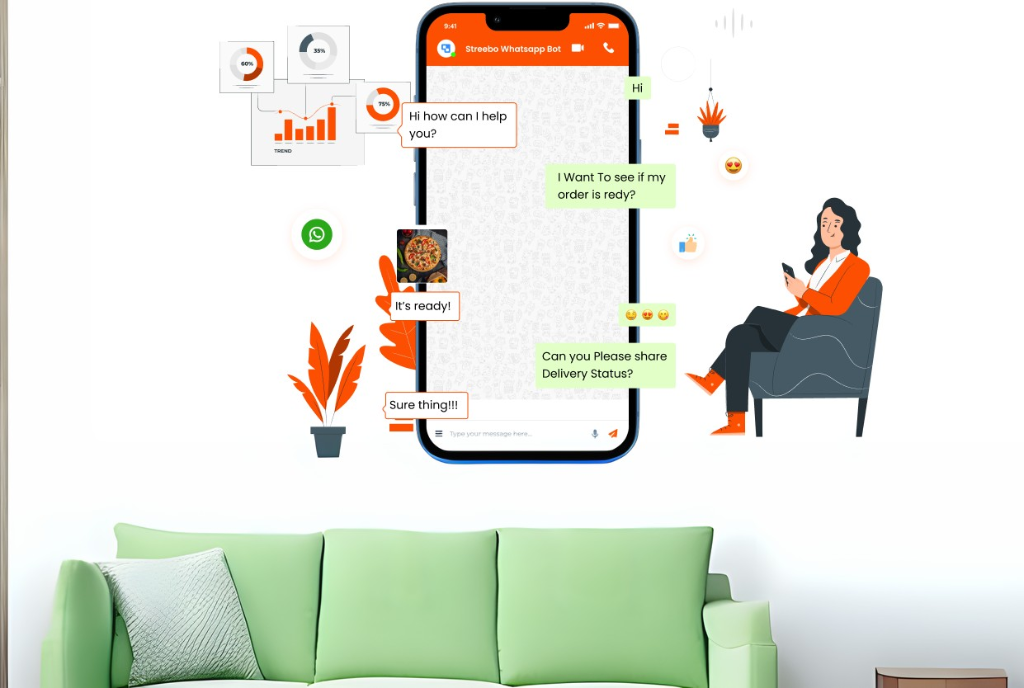 9:41
Streebo Whatsapp Bot
60%
35%
75%
TREND
Hi
Hi how can I help
you?
I Want To see if my
order is redy?
It's ready!
Can you Please share
Delivery Status?
Sure thing!!!
Type your message here...